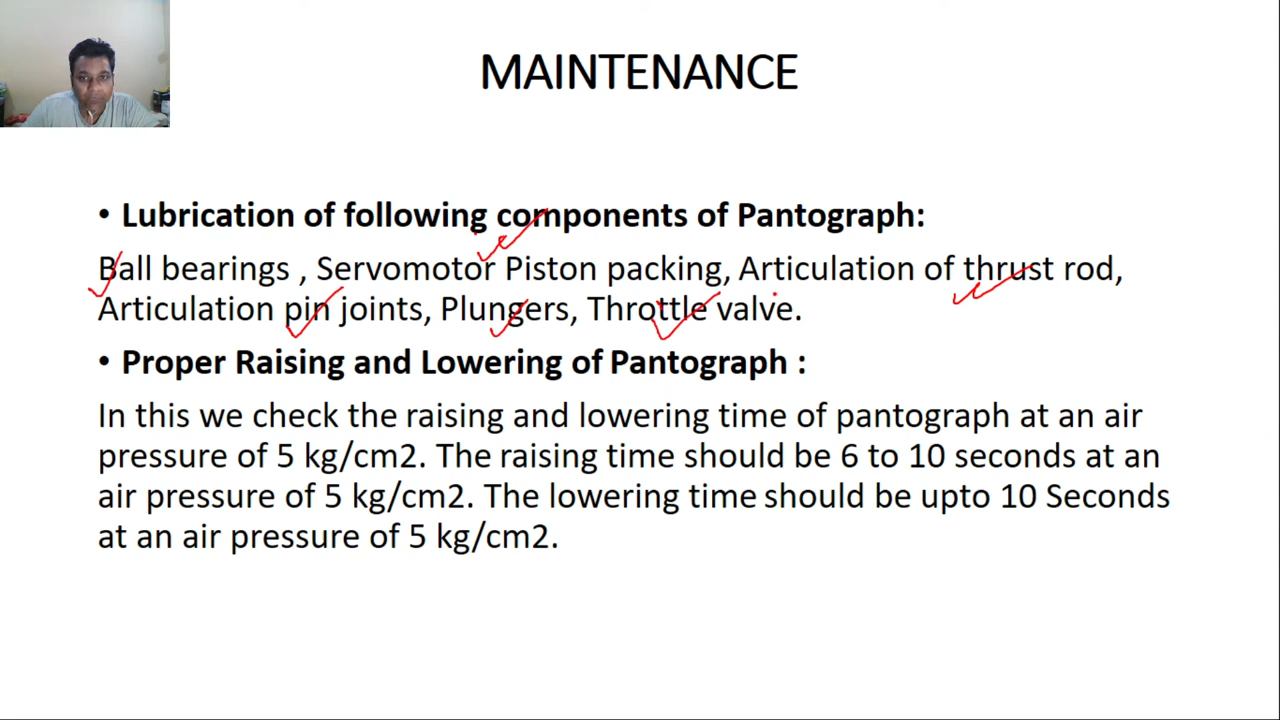 MAINTENANCE
• Lubrication of following components of Pantograph:
Ball bearings , Servomotor Piston packing, Articulation of thrust rod,
Articulation pin joints, Plungers, Throttle valve.
• Proper Raising and Lowering of Pantograph :
In this we check the raising and lowering time of pantograph at an air
pressure of 5 kg/cm2. The raising time should be 6 to 10 seconds at an
air pressure of 5 kg/cm2. The lowering time should be upto 10 Seconds
at an air pressure of 5 kg/cm2.